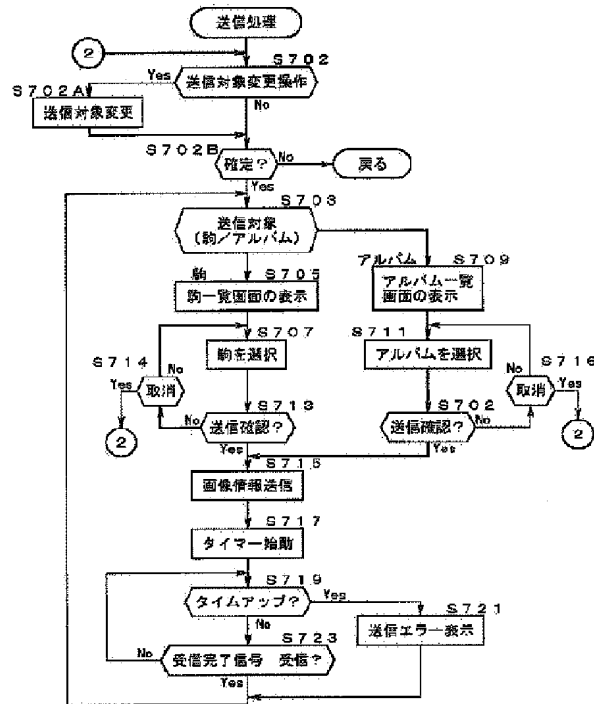 送信処理
2
S702
Yes
送信対象変更操作
S702A
送信対象変更
No
S702B
確定?
No
戻る
Yes
S703
送信対象
(駒/アルバム)
駒
S705
駒一覧画面の表示
アルバム
S709
アルバム一覧
画面の表示
S707
駒を選択
S711
アルバムを選択
S714
No
Yes
取消
2
S713
No
送信確認?
Yes
S702
送信確認?
No
Yes
S716
No
取消
Yes
2
S715
画像情報送信
S717
タイマー始動
S719
タイムアップ?
Yes
No
S721
送信エラー表示
S723
No
受信完了信号 受信?
Yes